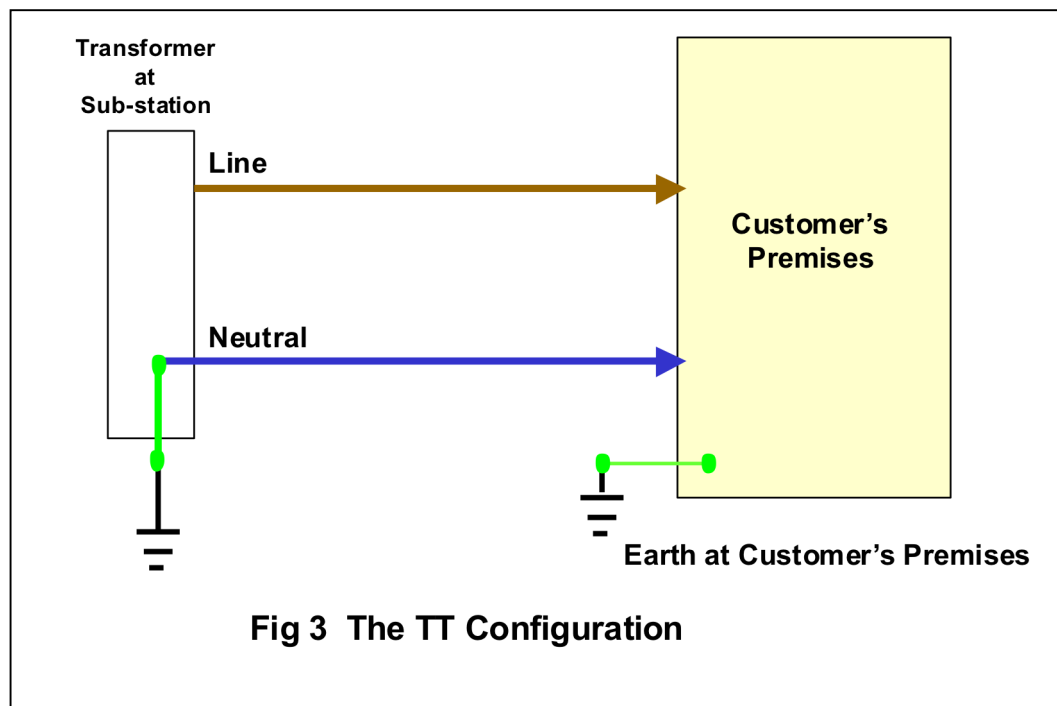 Transformer
at
Sub-station
Line
Customer’s
Premises
Neutral
Earth at Customer’s Premises
Fig 3  The TT Configuration